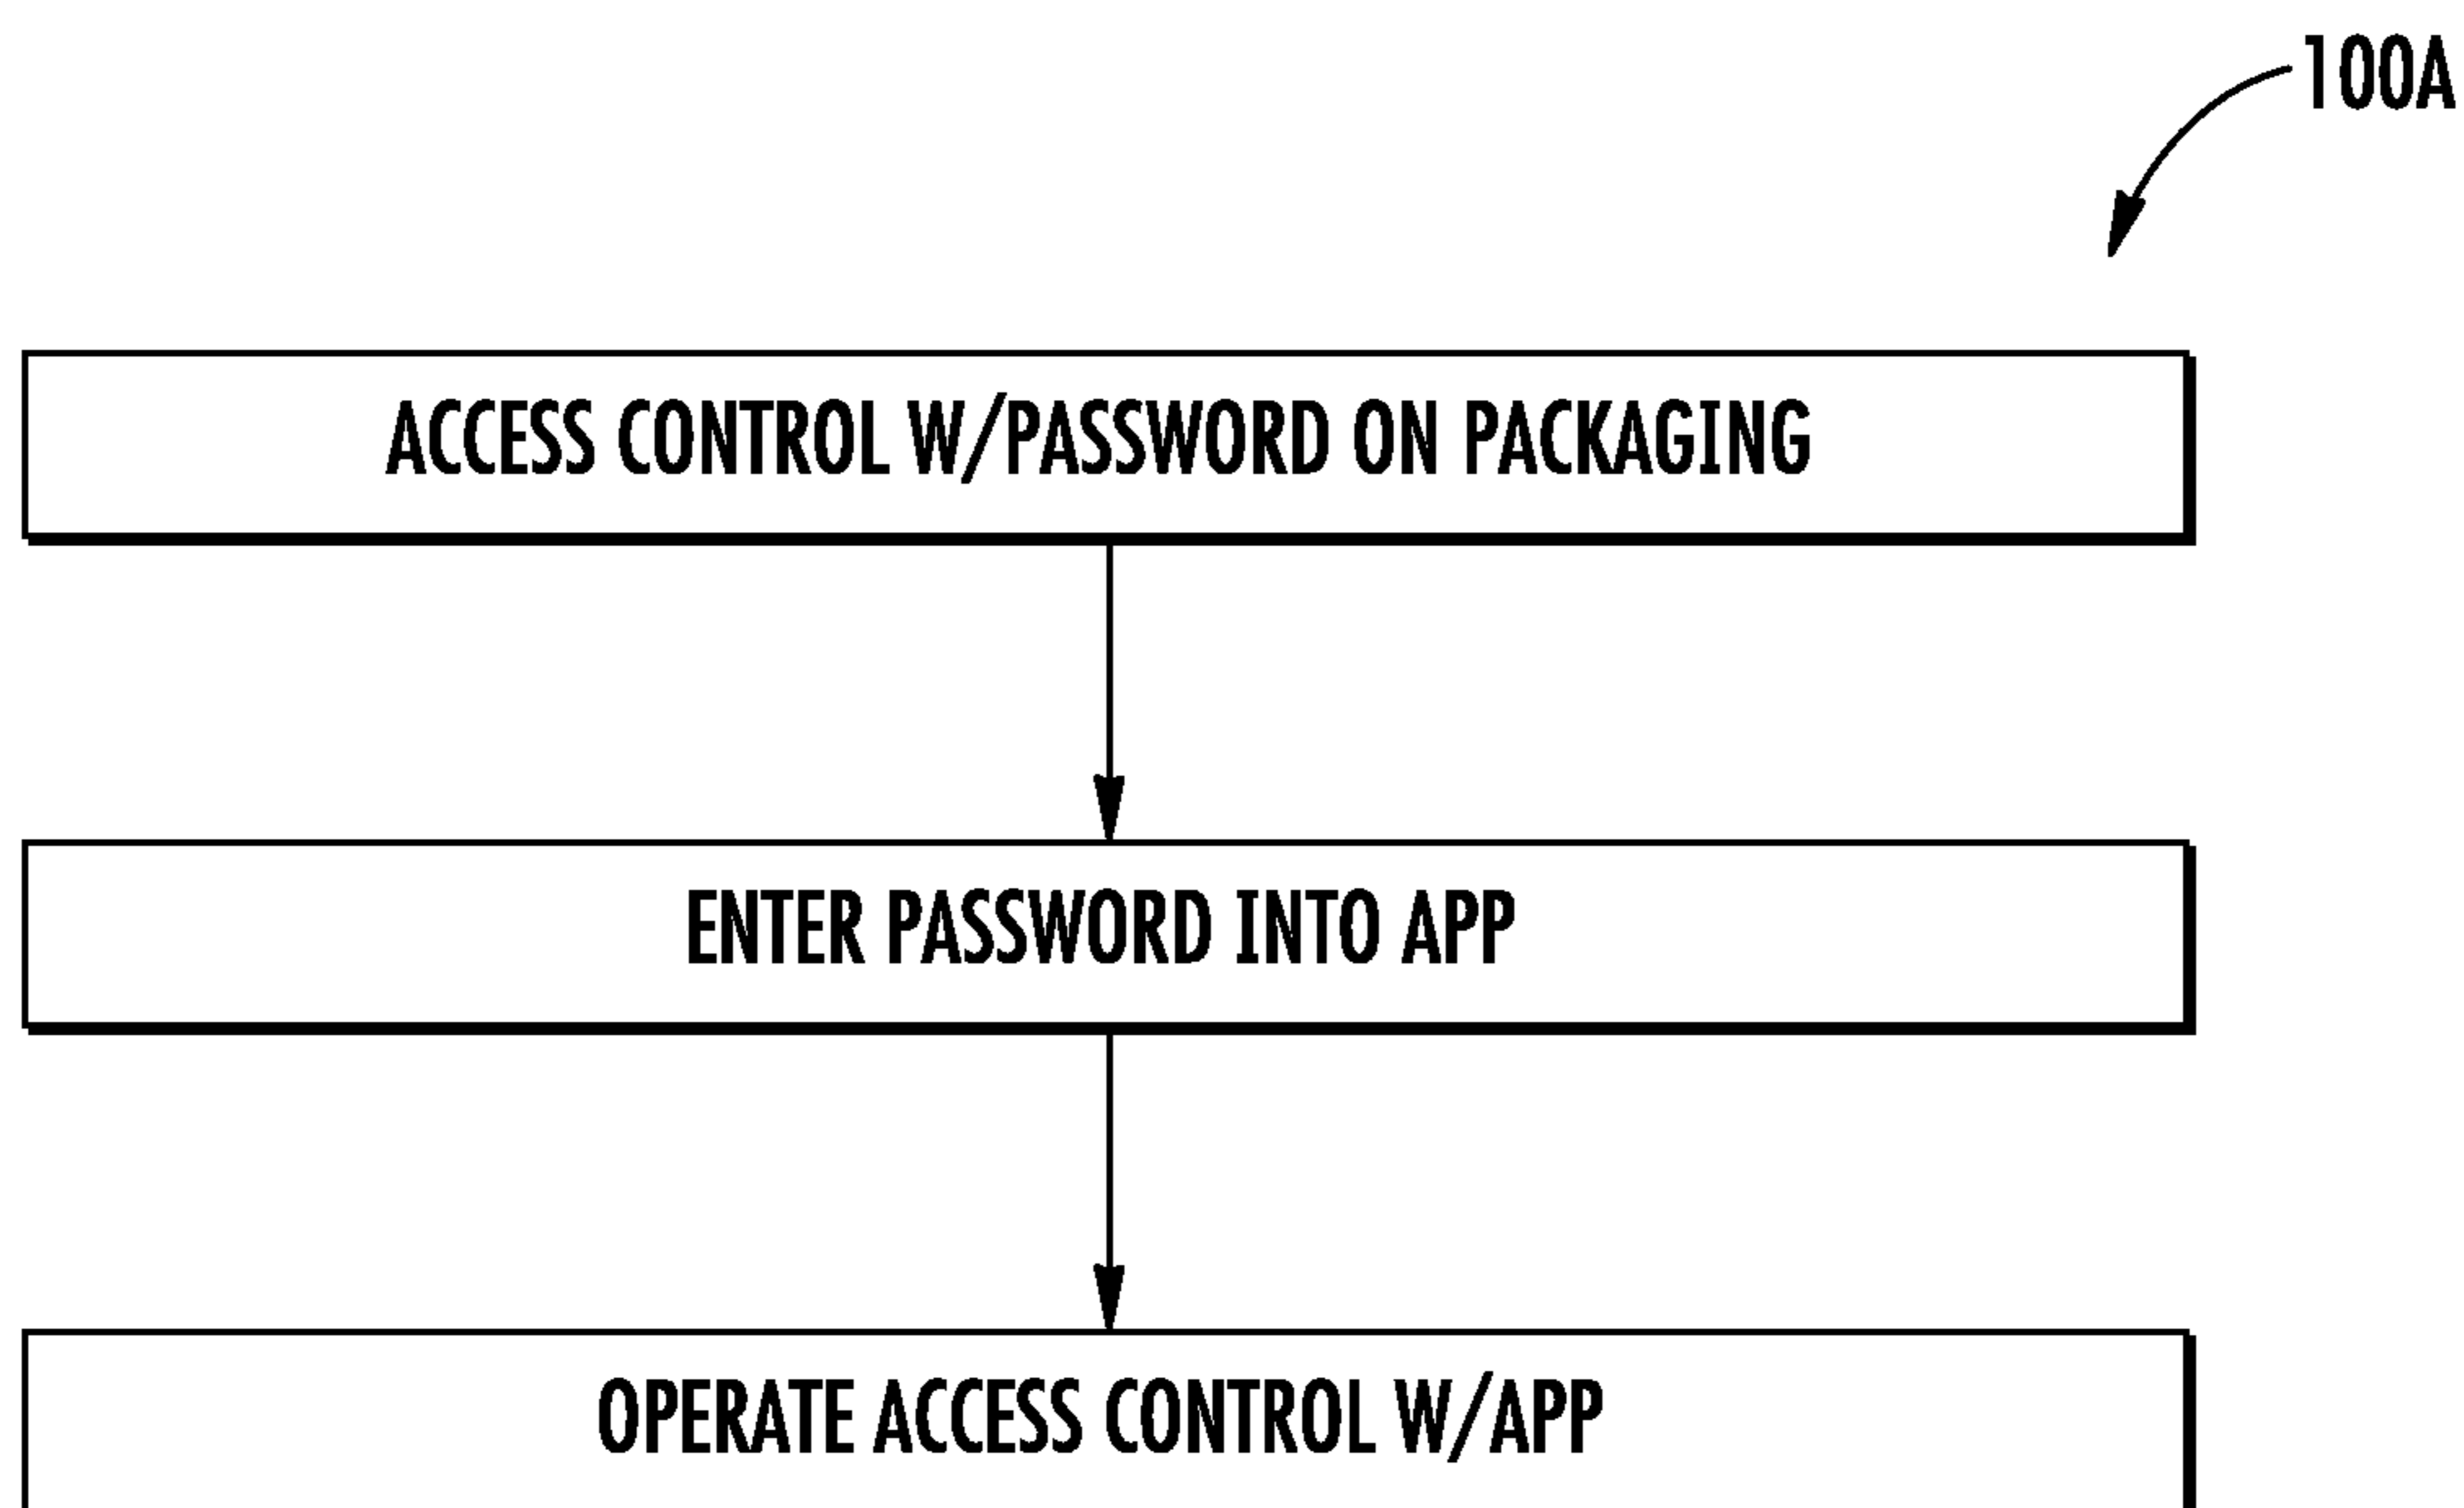 100A
ACCESS CONTROL W/PASSWORD ON PACKAGING
ENTER PASSWORD INTO APP
OPERATE ACCESS CONTROL W/APP